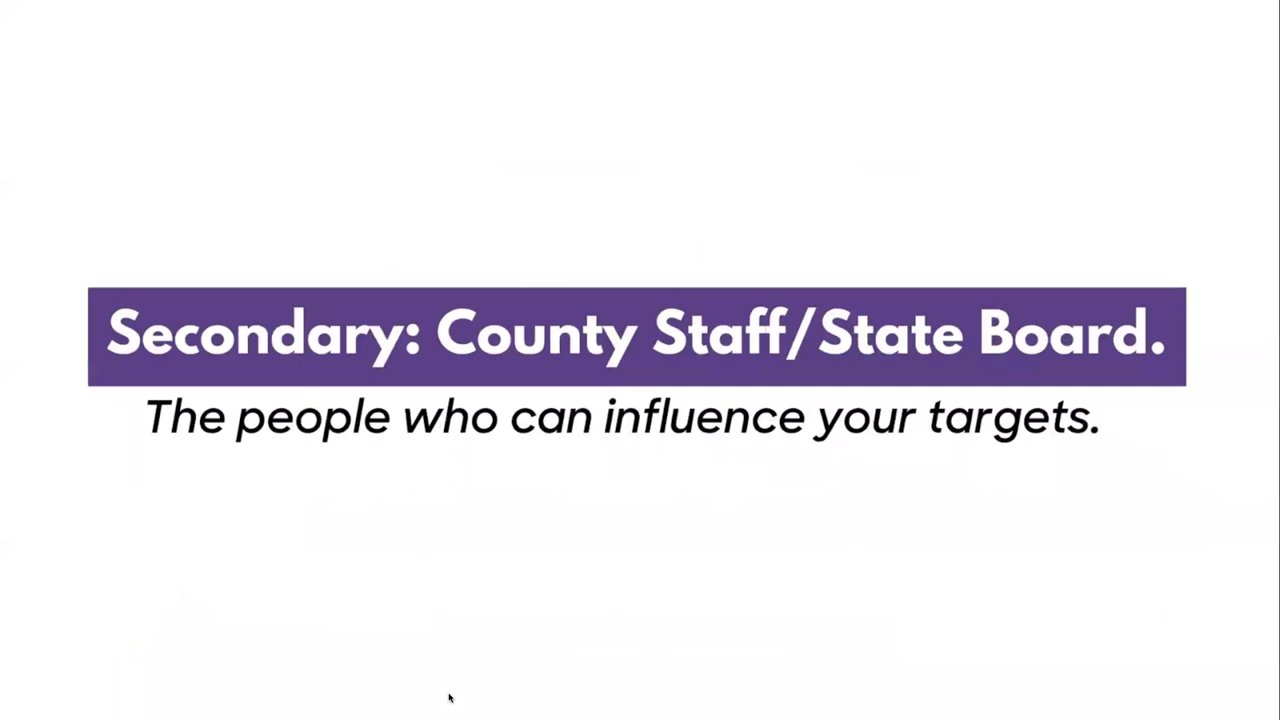 Secondary: County Staff/State Board.
The people who can influence your targets.